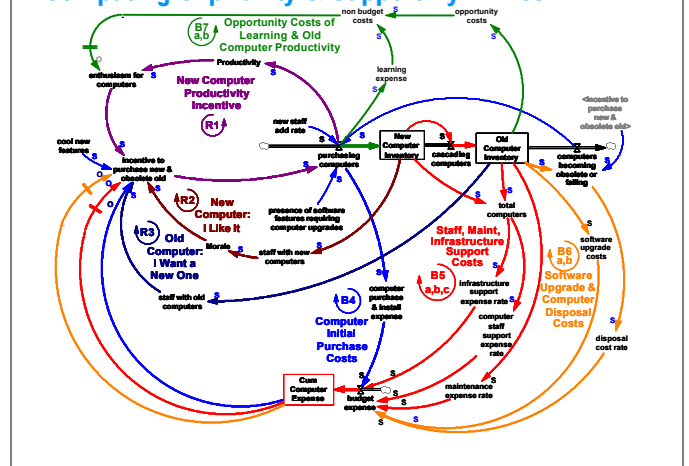 non budget
costs
opportunity
costs
B7
a,b
Opportunity Costs of
Learning & Old
Computer Productivity
enthusiasm for
computers
Productivity
learning
expense
New Computer
Productivity
Incentive
R1
new staff
add rate
<Incentive to
purchase
new &
obsolete old>
cool new
features
Incentive to
purchase new &
obsolete old
purchasing
computers
New
Computer
Inventory
cascading
computers
Old
Computer
Inventory
computers
becoming
obsolete or
failing
R2
New
Computer:
I Like It
presence of software
features requiring
computer upgrades
total
computers
R3
Old
Computer:
I Want a
New One
Morale
staff with new
computers
Staff, Maint,
Infrastructure
Support
Costs
B5
a,b,c
software
upgrade
costs
B6
a,b
Software
Upgrade &
Computer
Disposal
Costs
staff with old
computers
B4
Computer
Initial
Purchase
Costs
computer
purchase
& install
expense
infrastructure
support
expense rate
computer
staff
support
expense
rate
disposal
cost rate
Cum
Computer
Expense
budget
expense
maintenance
expense rate